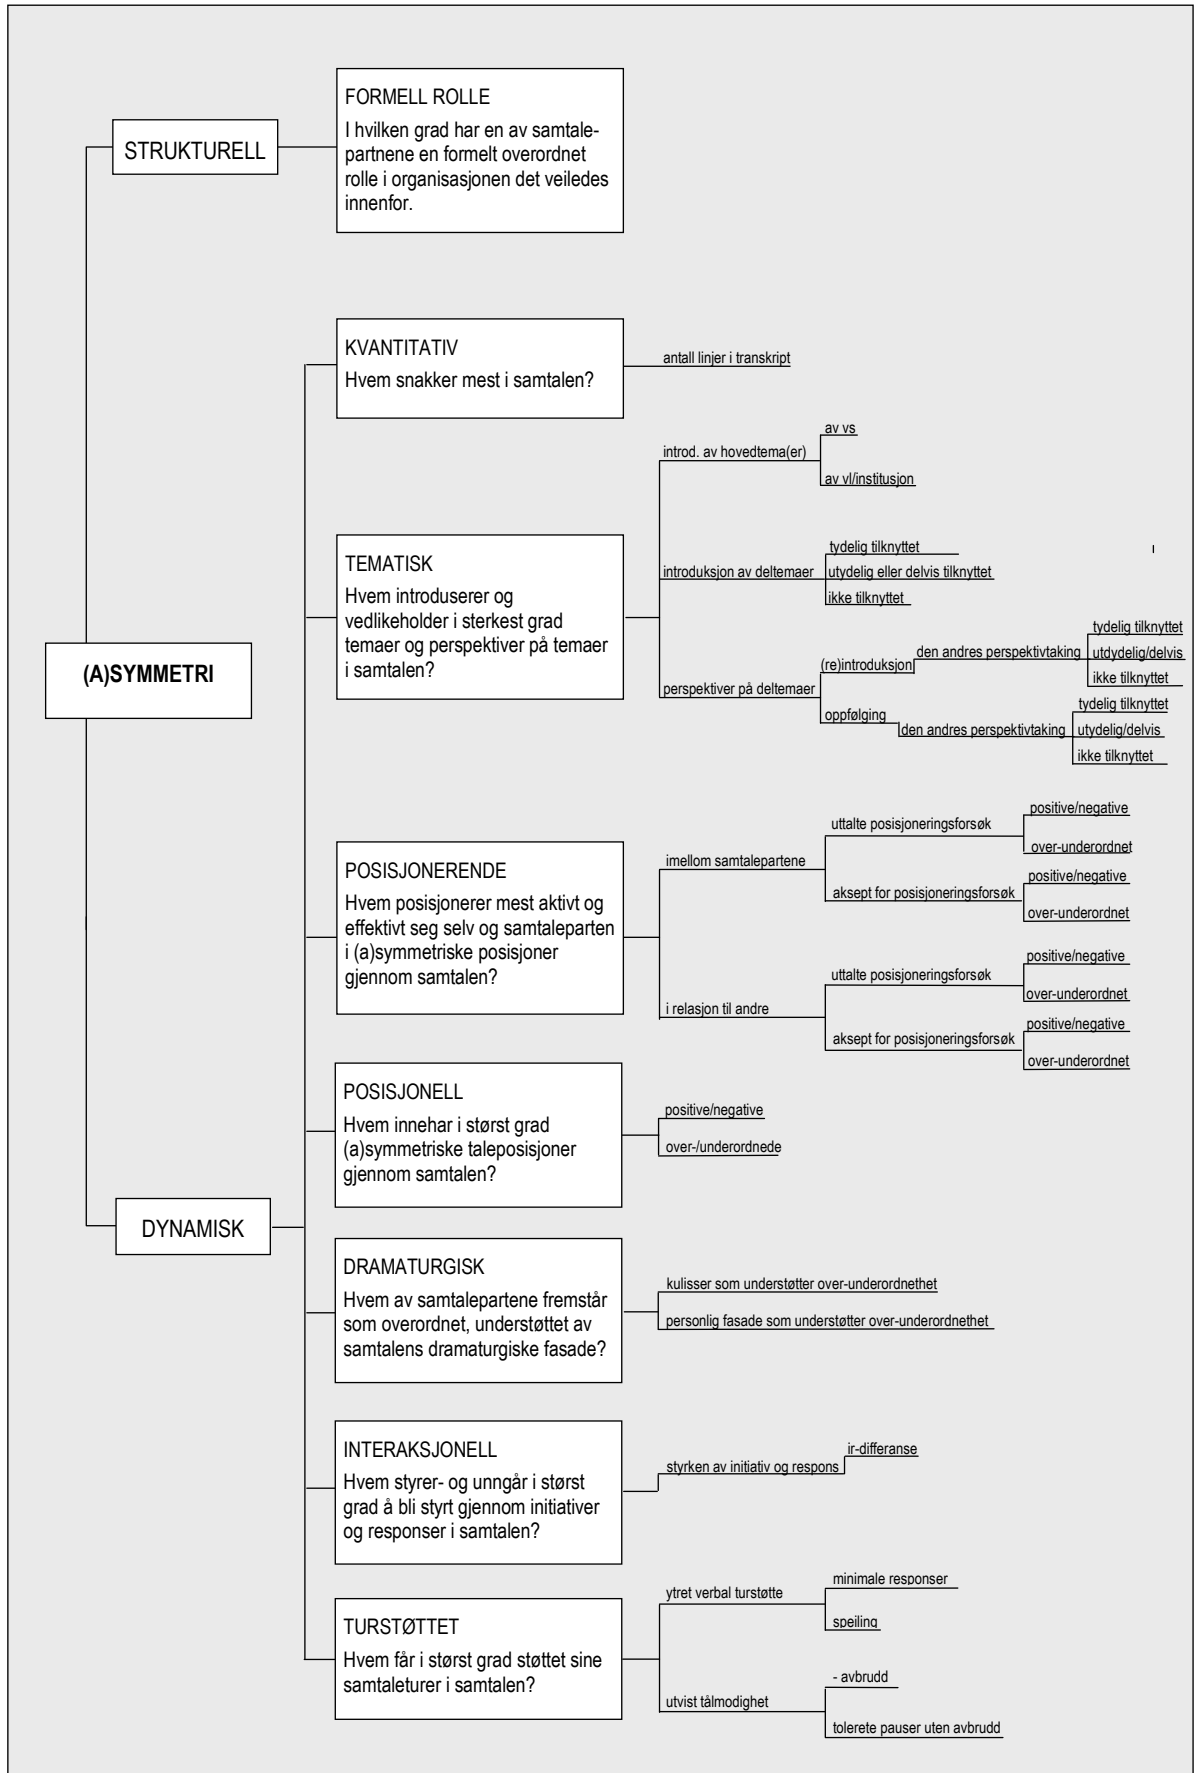 FORMELL ROLLE
I hvilken grad har en av samtale-
partnene en formelt overordnet
rolle i organisasjonen det veiledes
innenfor.
STRUKTURELL
KVANTITATIV
Hvem snakker mest i samtalen?
antall linjer i transkript
TEMATISK
Hvem introduserer og
vedlikeholder i sterkest grad
temaer og perspektiver på temaer
i samtalen?
introd. av hovedtema(er)
av vs
av vl/institusjon
introduksjon av deltemaer
tydelig tilknyttet
utydelig eller delvis tilknyttet
ikke tilknyttet
perspektiver på deltemaer
(re)introduksjon
den andres perspektivtaking
tydelig tilknyttet
utdydelig/delvis
ikke tilknyttet
oppfølging
den andres perspektivtaking
tydelig tilknyttet
utydelig/delvis
ikke tilknyttet
(A)SYMMETRI
POSISJONERENDE
Hvem posisjonerer mest aktivt og
effektivt seg selv og samtaleparten
i (a)symmetriske posisjoner
gjennom samtalen?
imellom samtalepartene
uttalte posisjoneringsforsøk
positive/negative
over-underordnet
aksept for posisjoneringsforsøk
positive/negative
over-underordnet
i relasjon til andre
uttalte posisjoneringsforsøk
positive/negative
over-underordnet
aksept for posisjoneringsforsøk
positive/negative
over-underordnet
POSISJONELL
Hvem innehar i størst grad
(a)symmetriske taleposisjoner
gjennom samtalen?
positive/negative
over-/underordnede
DYNAMISK
DRAMATURGISK
Hvem av samtalepartene fremstår
som overordnet, understøttet av
samtalens dramaturgiske fasade?
kulisser som understøtter over-underordnethet
personlig fasade som understøtter over-underordnethet
INTERAKSJONELL
Hvem styrer- og unngår i størst
grad å bli styrt gjennom initiativer
og responser i samtalen?
styrken av initiativ og respons
ir-differanse
TURSTØTTET
Hvem får i størst grad støttet sine
samtaleturer i samtalen?
ytret verbal turstøtte
minimale responser
speiling
utvist tålmodighet
- avbrudd
tolerete pauser uten avbrudd